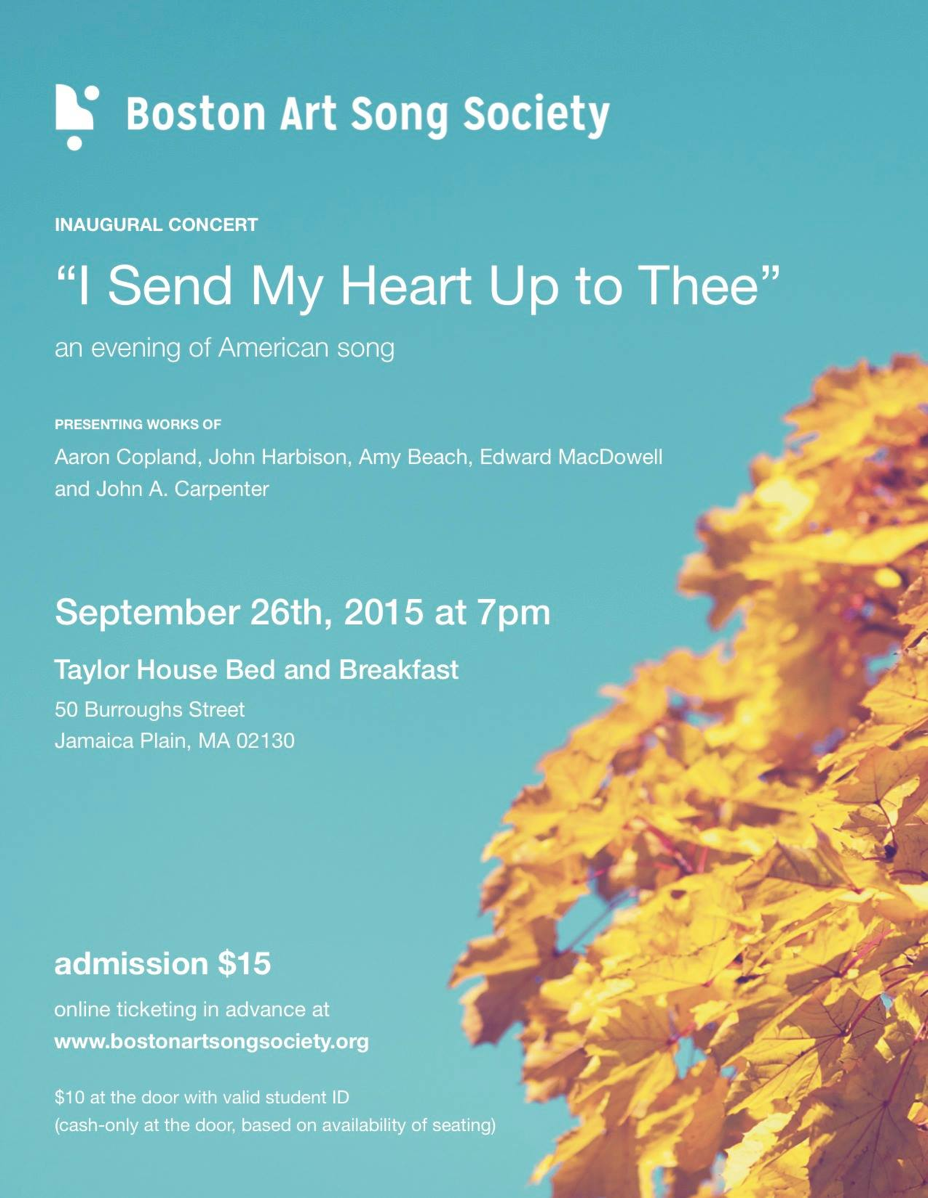 Boston Art Song Society
INAUGURAL CONCERT
“I Send My Heart Up to Thee”
an evening of American song
PRESENTING WORKS OF
Aaron Copland, John Harbison, Amy Beach, Edward MacDowell
and John A. Carpenter
September 26th, 2015 at 7pm
Taylor House Bed and Breakfast
50 Burroughs Street
Jamaica Plain, MA 02130
admission $15
online ticketing in advance at
www.bostonartsongsociety.org
$10 at the door with valid student ID
(cash-only at the door, based on availability of seating)